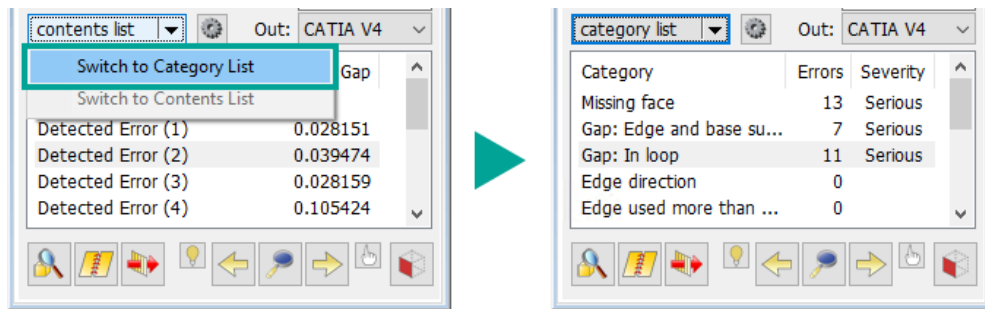 contents list
Out:
CATIA V4
Switch to Category List
Gap
Switch to Contents List
Detected Error (1) 0.028151
Detected Error (2) 0.039474
Detected Error (3) 0.028159
Detected Error (4) 0.105424
category list
Out:
CATIA V4
Category Errors Severity
Missing face 13 Serious
Gap: Edge and base su... 7 Serious
Gap: In loop 11 Serious
Edge direction 0
Edge used more than ... 0